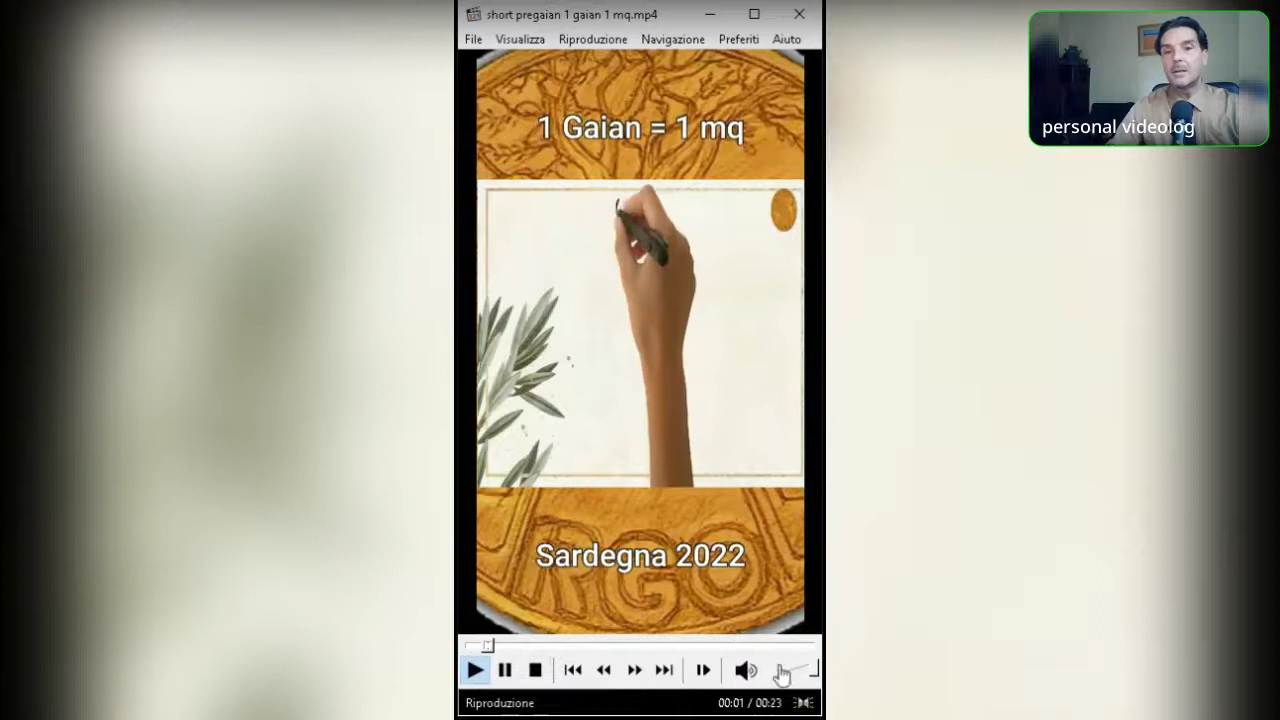 short pregaian 1 gaian 1 mq.mp4
File Visualizza Riproduzione Navigazione Preferiti Aiuto
personal videolog
1 Gaian = 1 mq
Sardegna 2022
RGO
Riproduzione 00:01 / 00:23